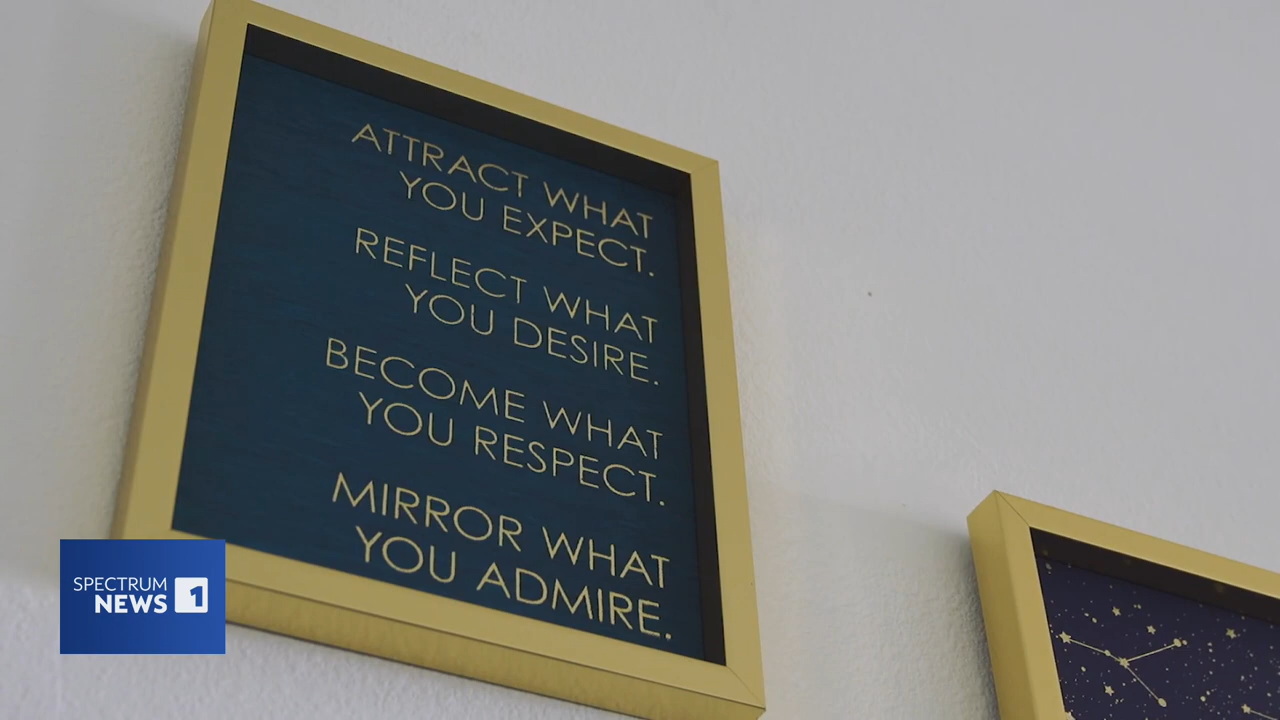 ATTRACT WHAT
YOU EXPECT.
REFLECT WHAT
YOU DESIRE.
BECOME WHAT
YOU RESPECT.
MIRROR WHAT
YOU ADMIRE.
SPECTRUM
NEWS 1